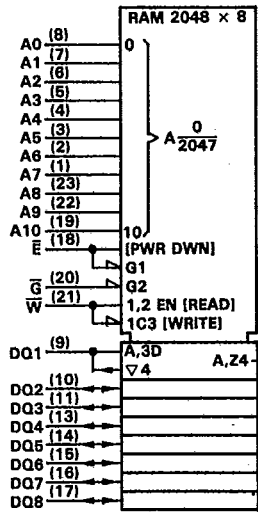 RAM 2048 × 8
A0 (8) 0
A1 (7)
A2 (6)
A3 (5)
A4 (4)
A5 (3) A 0/2047
A6 (2)
A7 (1)
A8 (23)
A9 (22)
A10 (19) 10
E̅ (18) [PWR DWN]
G1
G̅ (20) G2
W̅ (21) 1,2 EN [READ]
1C3 [WRITE]
DQ1 (9) A,3D A,Z4
▽4
DQ2 (10)
DQ3 (11)
DQ4 (13)
DQ5 (14)
DQ6 (15)
DQ7 (16)
DQ8 (17)